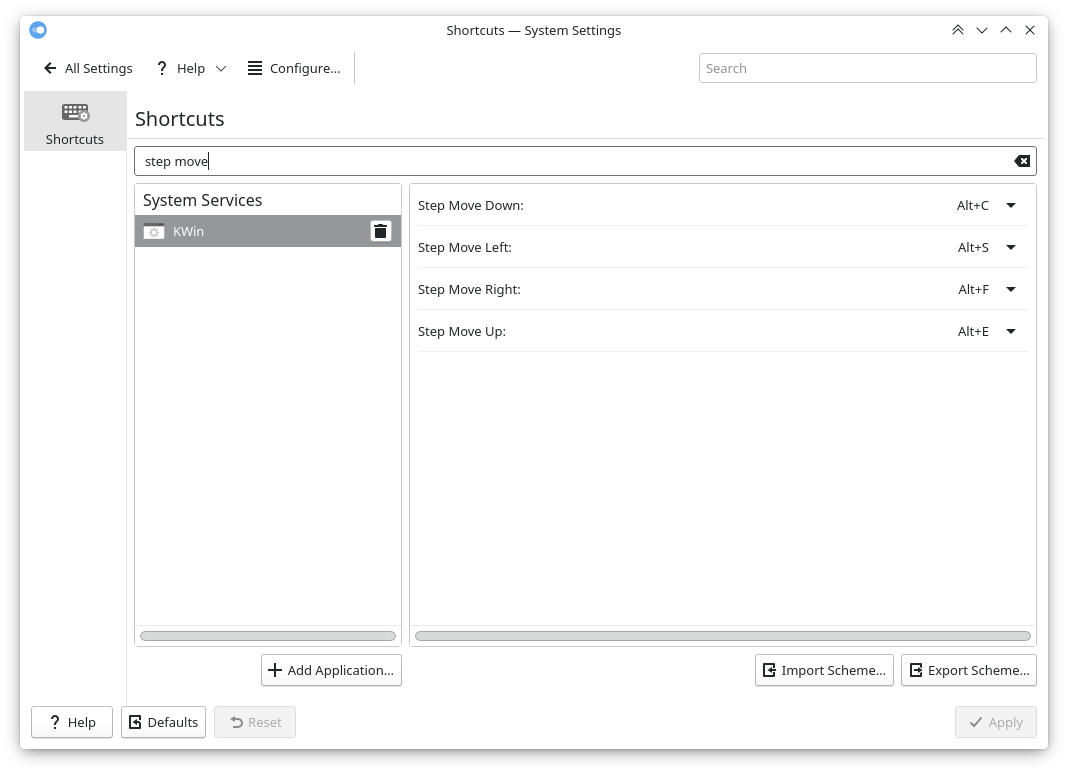 Shortcuts — System Settings
All Settings
Help
Configure...
Search
Shortcuts
Shortcuts
step move
System Services
KWin
Step Move Down:
Alt+C
Step Move Left:
Alt+S
Step Move Right:
Alt+F
Step Move Up:
Alt+E
Add Application...
Import Scheme...
Export Scheme...
Help
Defaults
Reset
Apply